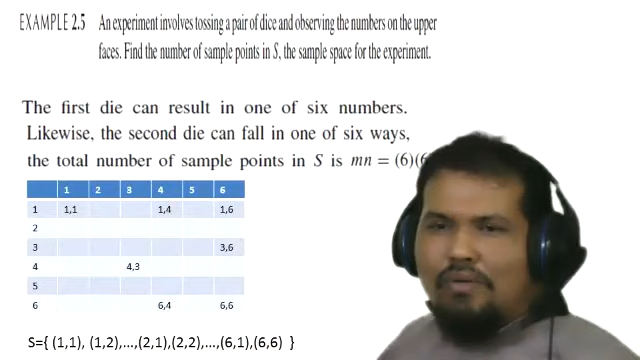 EXAMPLE 2.5 An experiment involves tossing a pair of dice and observing the numbers on the upper
faces. Find the number of sample points in S, the sample space for the experiment.
The first die can result in one of six numbers.
Likewise, the second die can fall in one of six ways,
the total number of sample points in S is mn = (6)(6
1 2 3 4 5 6
1 1,1 1,4 1,6
2
3 3,6
4 4,3
5
6 6,4 6,6
S={ (1,1), (1,2),...,(2,1),(2,2),...,(6,1),(6,6) }